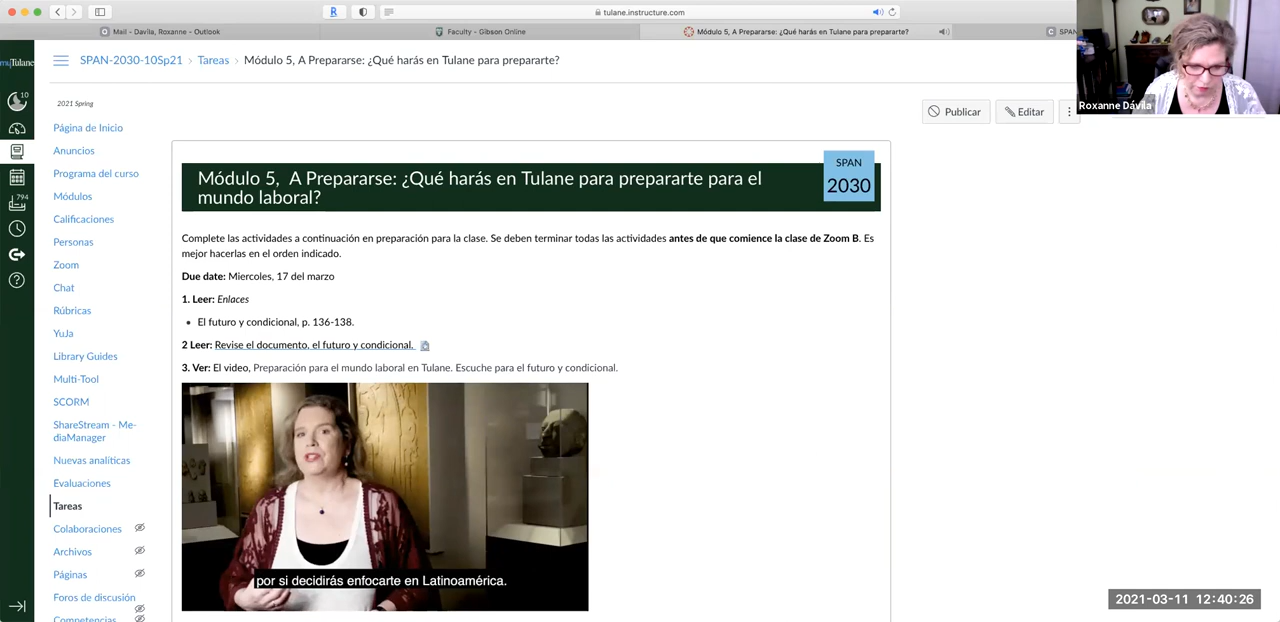 tulane.instructure.com
Mail - Davila, Roxanne - Outlook
Faculty - Gibson Online
Módulo 5, A Prepararse: ¿Qué harás en Tulane para prepararte?
SPAN
Roxanne Dávila
myTulane
10
794
SPAN-2030-10Sp21 › Tareas › Módulo 5, A Prepararse: ¿Qué harás en Tulane para prepararte?
2021 Spring
Página de Inicio
Anuncios
Programa del curso
Módulos
Calificaciones
Personas
Zoom
Chat
Rúbricas
YuJa
Library Guides
Multi-Tool
SCORM
ShareStream - Me-
diaManager
Nuevas analíticas
Evaluaciones
Tareas
Colaboraciones
Archivos
Páginas
Foros de discusión
Competencias
Publicar
Editar
Módulo 5, A Prepararse: ¿Qué harás en Tulane para prepararte para el
mundo laboral?
SPAN
2030
Complete las actividades a continuación en preparación para la clase. Se deben terminar todas las actividades antes de que comience la clase de Zoom B. Es
mejor hacerlas en el orden indicado.
Due date: Miercoles, 17 del marzo
1. Leer: Enlaces
• El futuro y condicional, p. 136-138.
2 Leer: Revise el documento, el futuro y condicional.
3. Ver: El video, Preparación para el mundo laboral en Tulane. Escuche para el futuro y condicional.
por si decidirás enfocarte en Latinoamérica.
2021-03-11 12:40:26